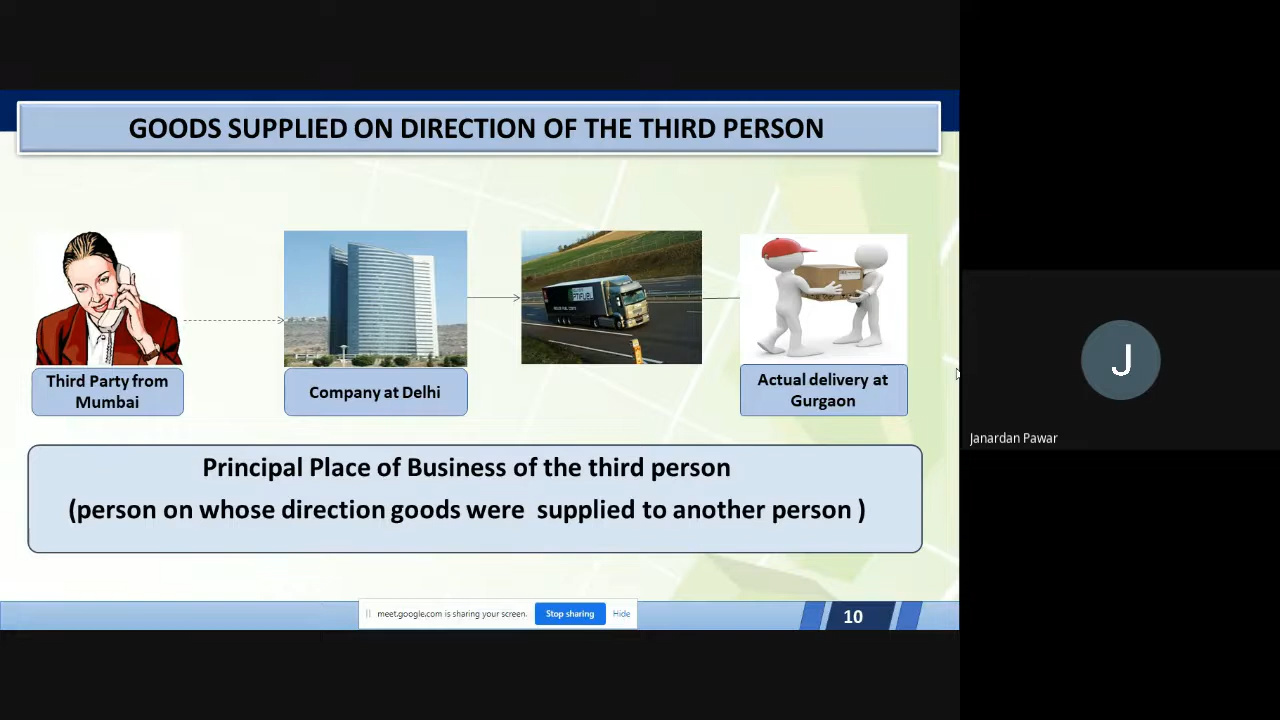 GOODS SUPPLIED ON DIRECTION OF THE THIRD PERSON
Third Party from
Mumbai
Company at Delhi
Actual delivery at
Gurgaon
Principal Place of Business of the third person
(person on whose direction goods were supplied to another person )
meet.google.com is sharing your screen.
Stop sharing
Hide
10
J
Janardan Pawar